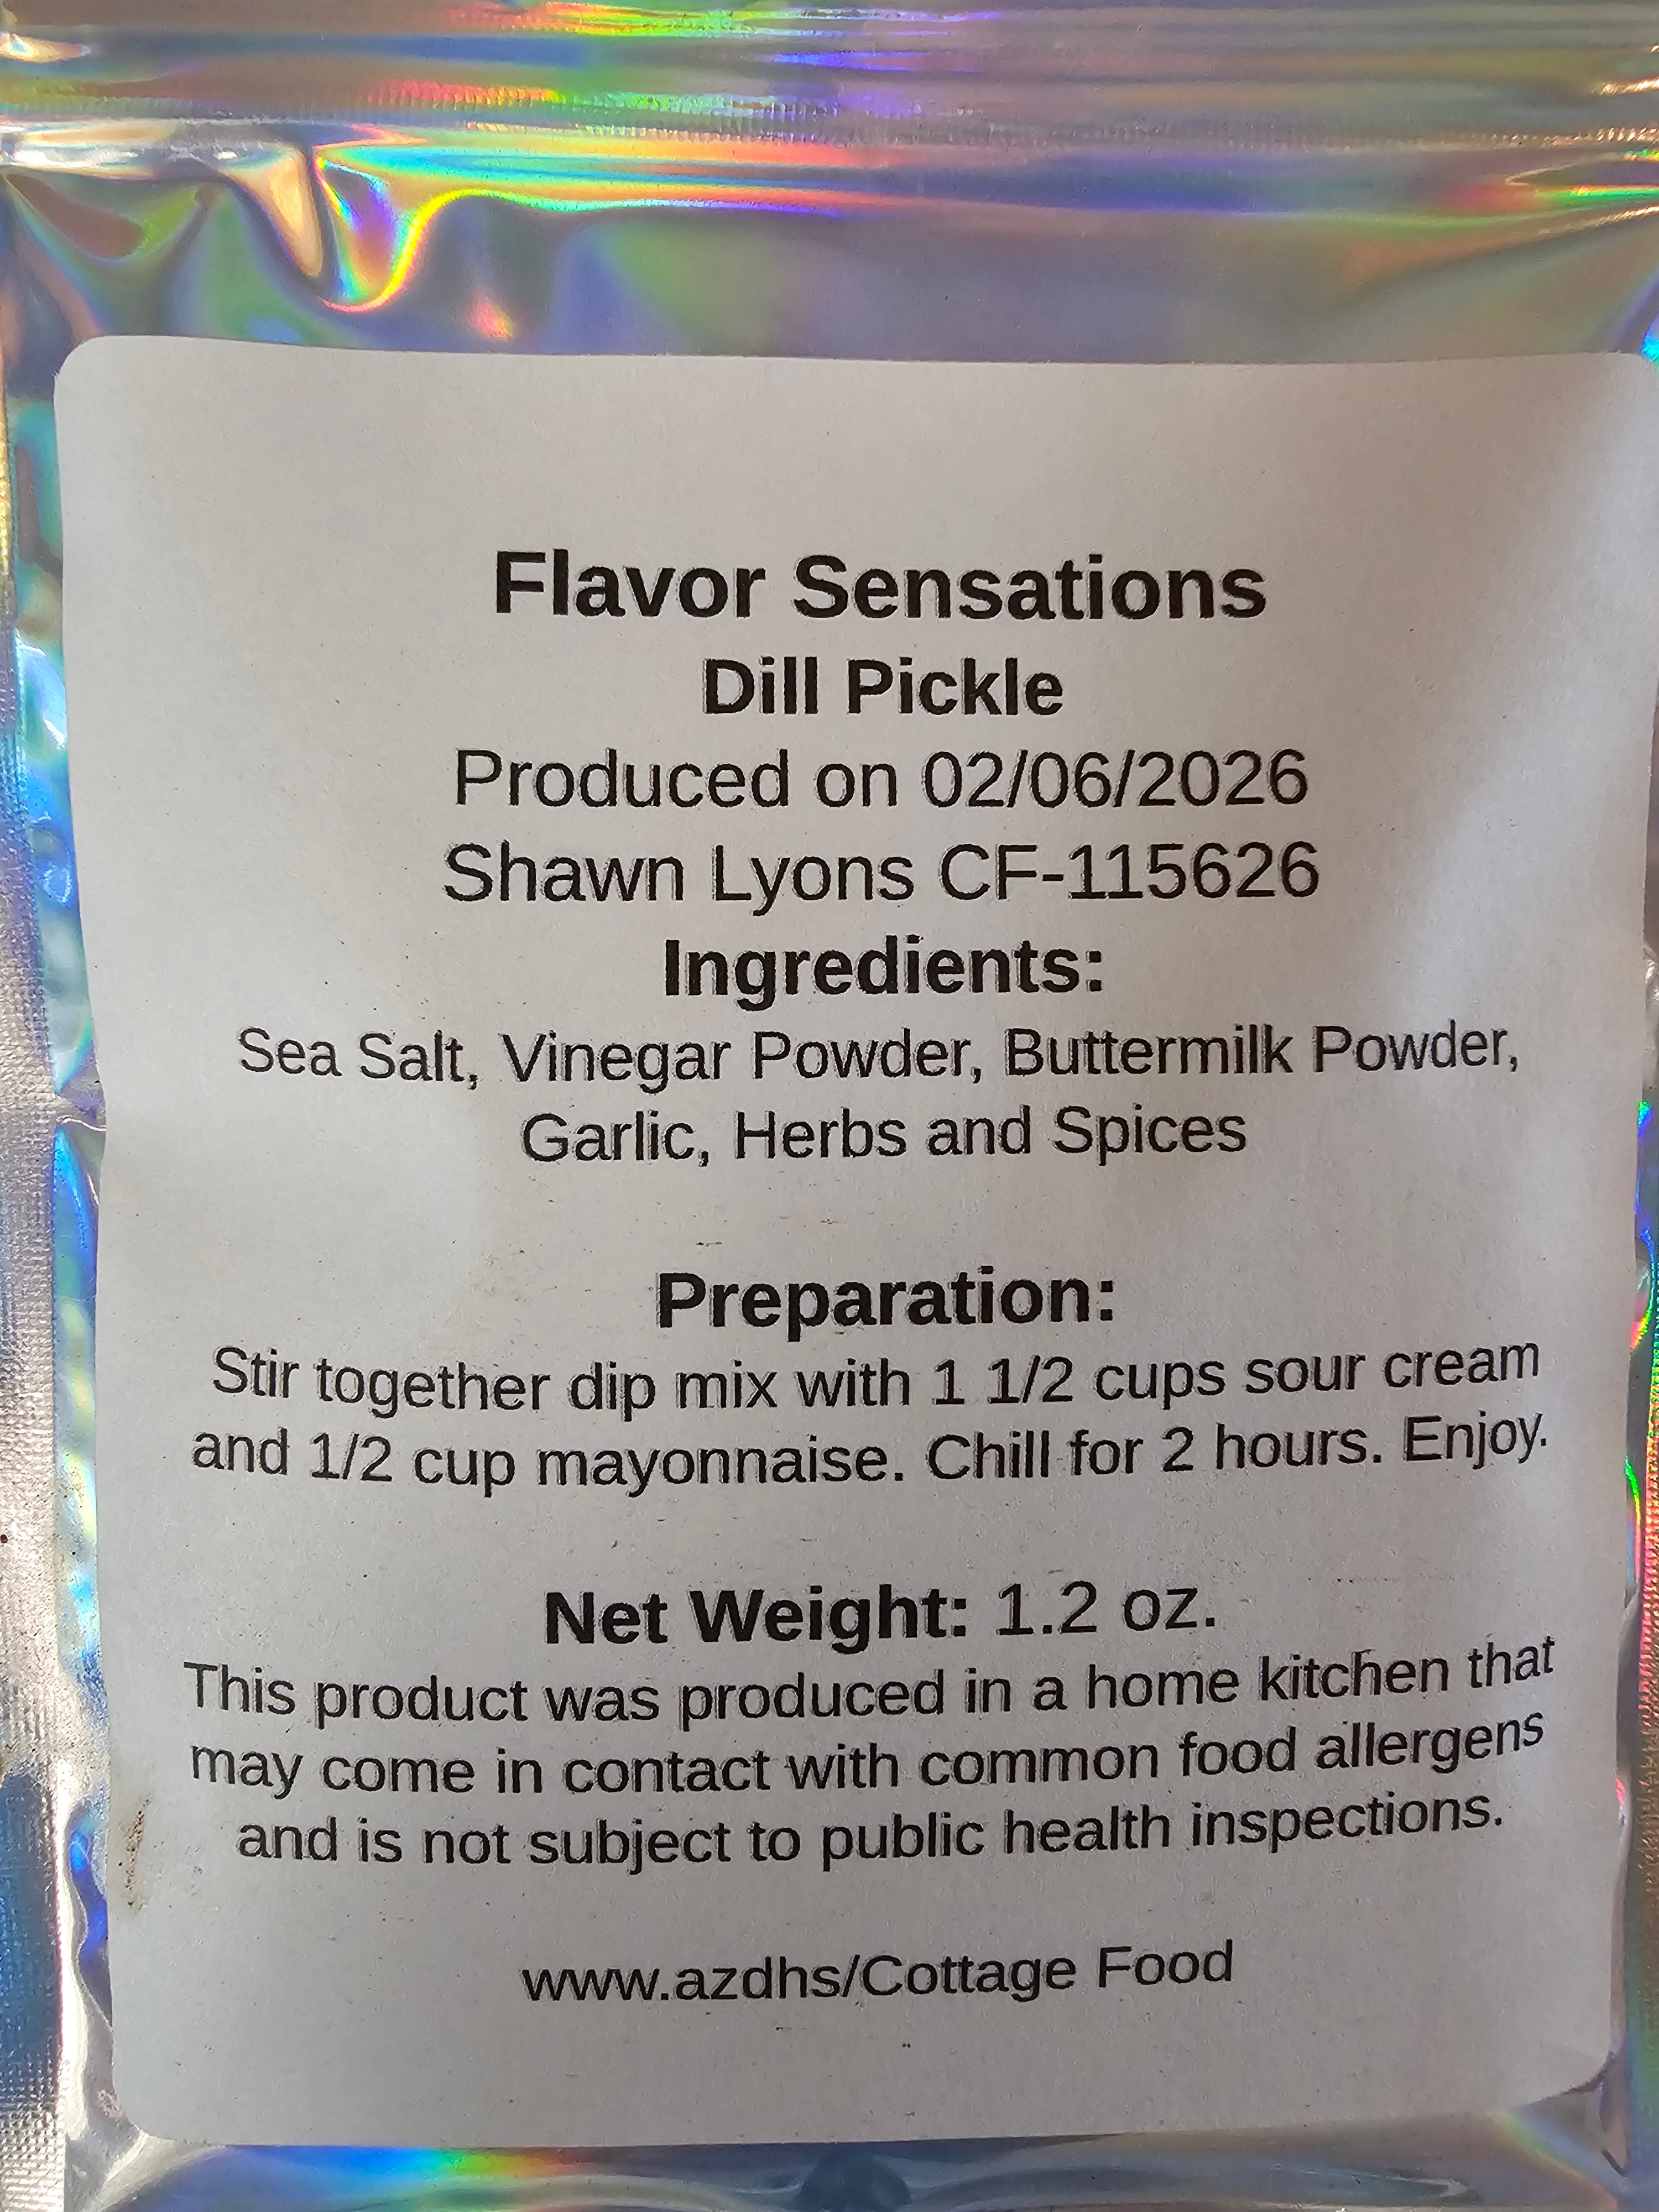 Flavor Sensations
Dill Pickle
Produced on 02/06/2026
Shawn Lyons CF-115626
Ingredients:
Sea Salt, Vinegar Powder, Buttermilk Powder,
Garlic, Herbs and Spices
Preparation:
Stir together dip mix with 1 1/2 cups sour cream
and 1/2 cup mayonnaise. Chill for 2 hours. Enjoy.
Net Weight: 1.2 oz.
This product was produced in a home kitchen that
may come in contact with common food allergens
and is not subject to public health inspections.
www.azdhs/Cottage Food